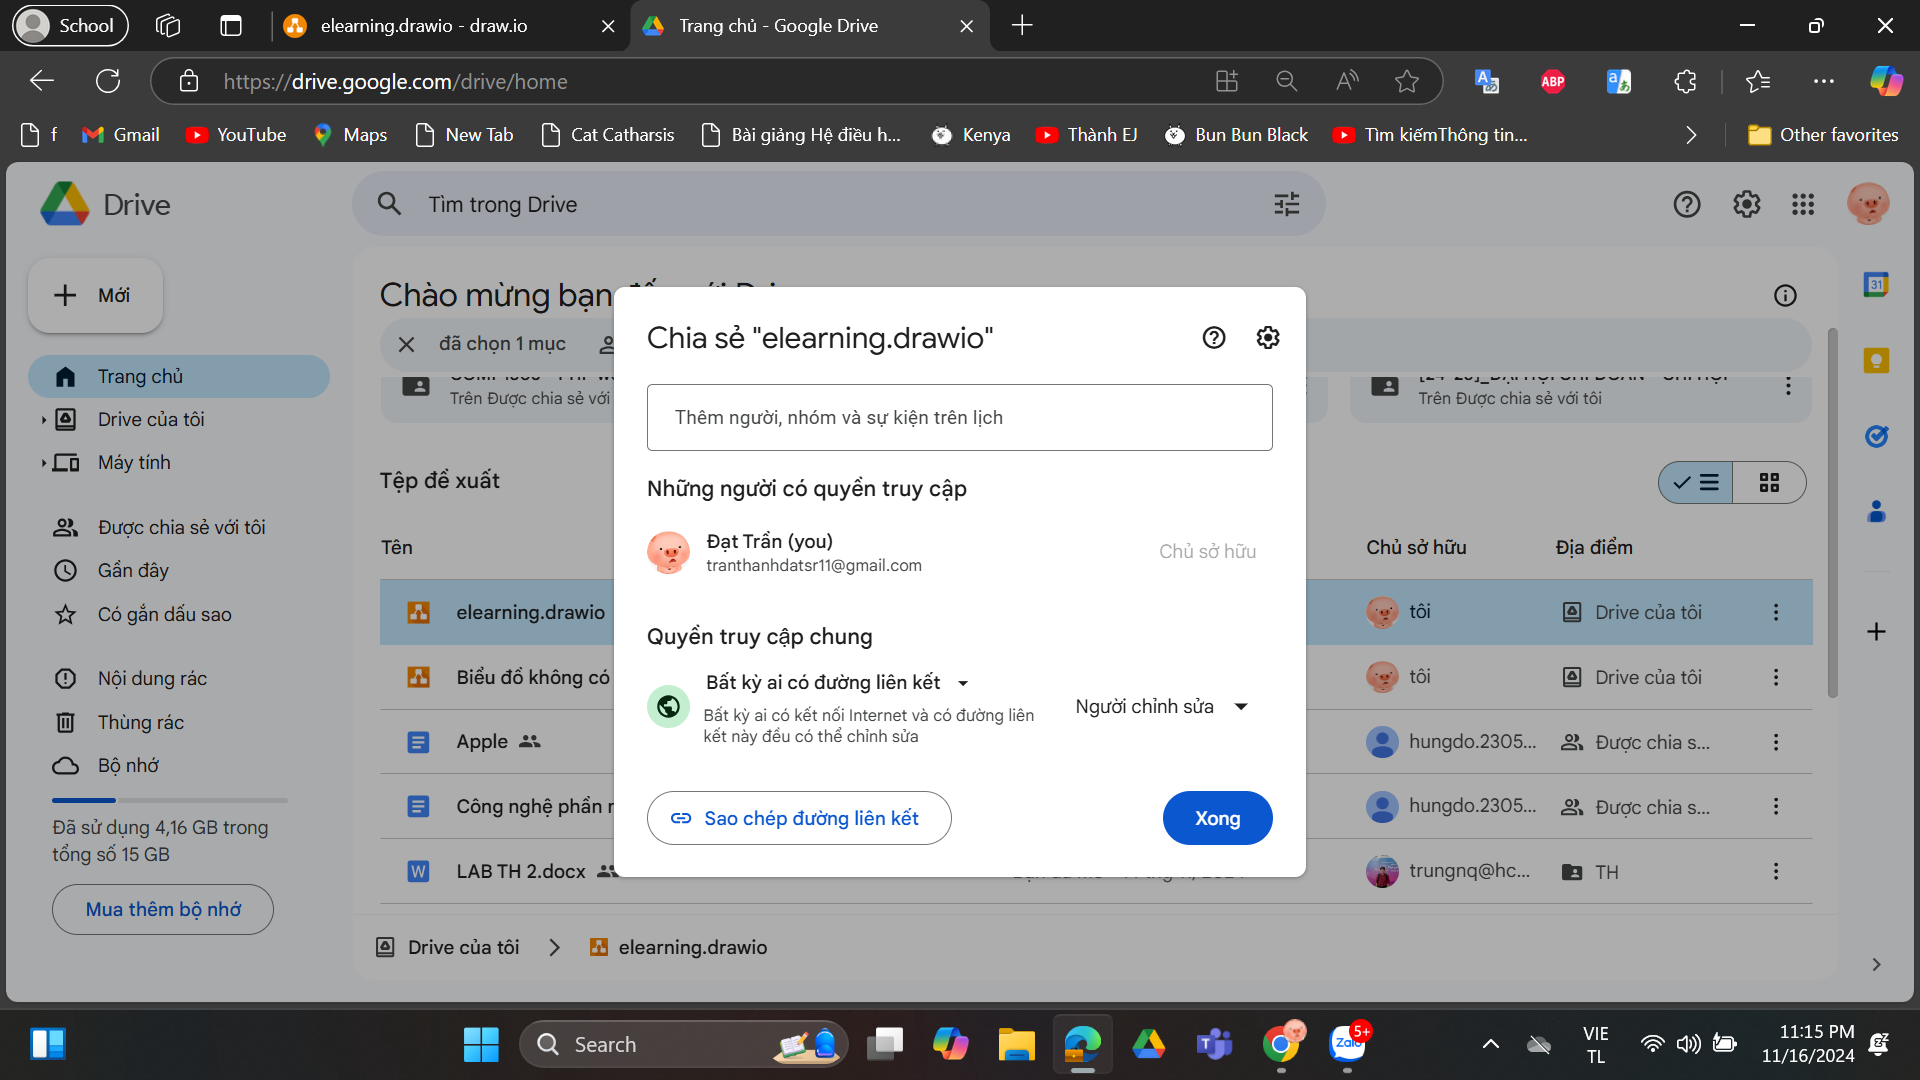 School
elearning.drawio - draw.io
Trang chủ - Google Drive
https://drive.google.com/drive/home
f
Gmail
YouTube
Maps
New Tab
Cat Catharsis
Bài giảng Hệ điều h...
Kenya
Thành EJ
Bun Bun Black
Tìm kiếmThông tin...
Other favorites
Drive
Tìm trong Drive
Mới
Trang chủ
Drive của tôi
Máy tính
Được chia sẻ với tôi
Gần đây
Có gắn dấu sao
Nội dung rác
Thùng rác
Bộ nhớ
Đã sử dụng 4,16 GB trong
tổng số 15 GB
Mua thêm bộ nhớ
Chào mừng bạn
đã chọn 1 mục
Trên Được chia sẻ với
Trên Được chia sẻ với tôi
Tệp đề xuất
Tên
Chủ sở hữu
Địa điểm
elearning.drawio
tôi
Drive của tôi
Biểu đồ không có
tôi
Drive của tôi
Apple
hungdo.2305...
Được chia s...
Công nghệ phần
hungdo.2305...
Được chia s...
LAB TH 2.docx
trungnq@hc...
TH
Drive của tôi
elearning.drawio
Chia sẻ "elearning.drawio"
Thêm người, nhóm và sự kiện trên lịch
Những người có quyền truy cập
Đạt Trần (you)
tranthanhdatsr11@gmail.com
Chủ sở hữu
Quyền truy cập chung
Bất kỳ ai có đường liên kết
Bất kỳ ai có kết nối Internet và có đường liên
kết này đều có thể chỉnh sửa
Người chỉnh sửa
Sao chép đường liên kết
Xong
31
ABP
Search
Zalo
5+
VIE
TL
11:15 PM
11/16/2024